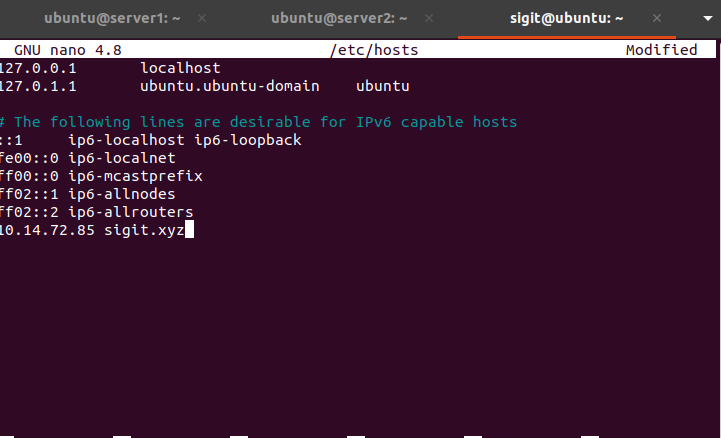 ubuntu@server1: ~ × ubuntu@server2: ~ × sigit@ubuntu: ~ ×
GNU nano 4.8 /etc/hosts Modified
127.0.0.1 localhost
127.0.1.1 ubuntu.ubuntu-domain ubuntu
# The following lines are desirable for IPv6 capable hosts
::1 ip6-localhost ip6-loopback
fe00::0 ip6-localnet
ff00::0 ip6-mcastprefix
ff02::1 ip6-allnodes
ff02::2 ip6-allrouters
10.14.72.85 sigit.xyz